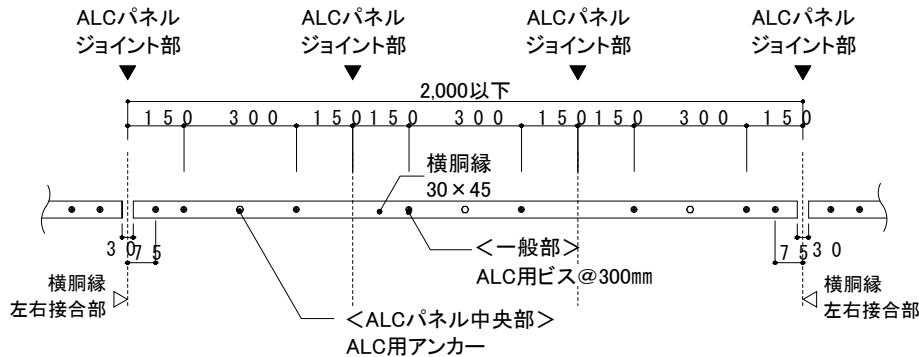 ALCパネル
ジョイント部
ALCパネル
ジョイント部
ALCパネル
ジョイント部
ALCパネル
ジョイント部
2,000以下
150 300 150 150 300 150 150 300 150
横胴縁
30×45
30
75
75
30
<一般部>
ALC用ビス@300mm
横胴縁
左右接合部
横胴縁
左右接合部
<ALCパネル中央部>
ALC用アンカー